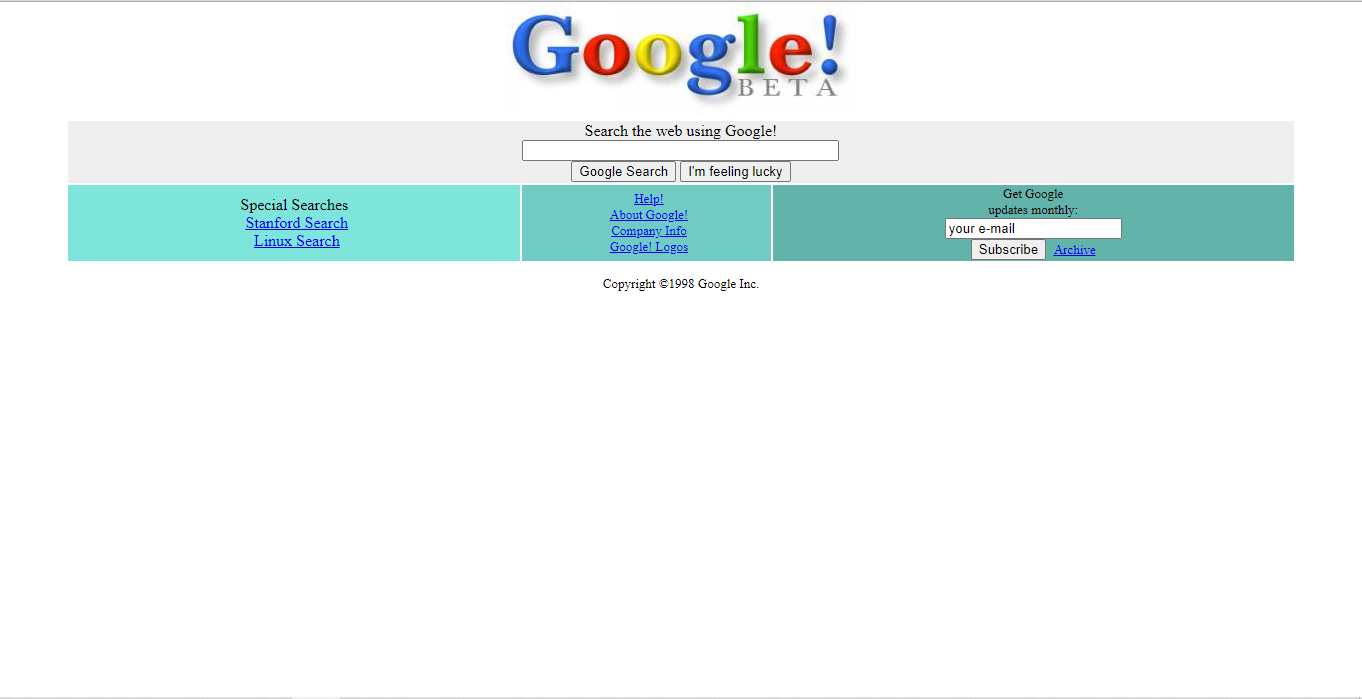 Google!
BETA
Search the web using Google!
Google Search I'm feeling lucky
Special Searches
Stanford Search
Linux Search
Help!
About Google!
Company Info
Google! Logos
Get Google
updates monthly:
your e-mail
Subscribe Archive
Copyright ©1998 Google Inc.